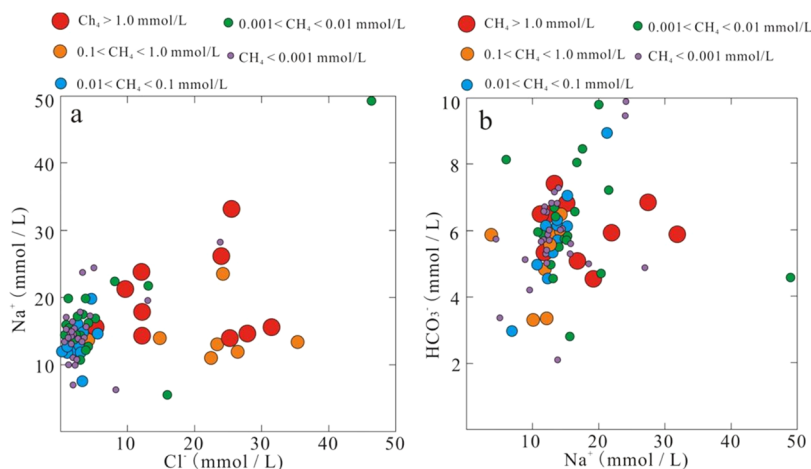 Ch₄ > 1.0 mmol/L
0.001< CH₄ < 0.01 mmol/L
0.1< CH₄ < 1.0 mmol/L
CH₄ < 0.001 mmol/L
0.01< CH₄ < 0.1 mmol/L
CH₄ > 1.0 mmol/L
0.001< CH₄ < 0.01 mmol/L
0.1< CH₄ < 1.0 mmol/L
CH₄ < 0.001 mmol/L
0.01< CH₄ < 0.1 mmol/L
a
50
40
30
20
10
Na⁺ (mmol / L)
10 20 30 40 50
Cl⁻ (mmol / L)
b
10
8
6
4
2
HCO₃⁻ (mmol / L)
10 20 30 40 50
Na⁺ (mmol / L)